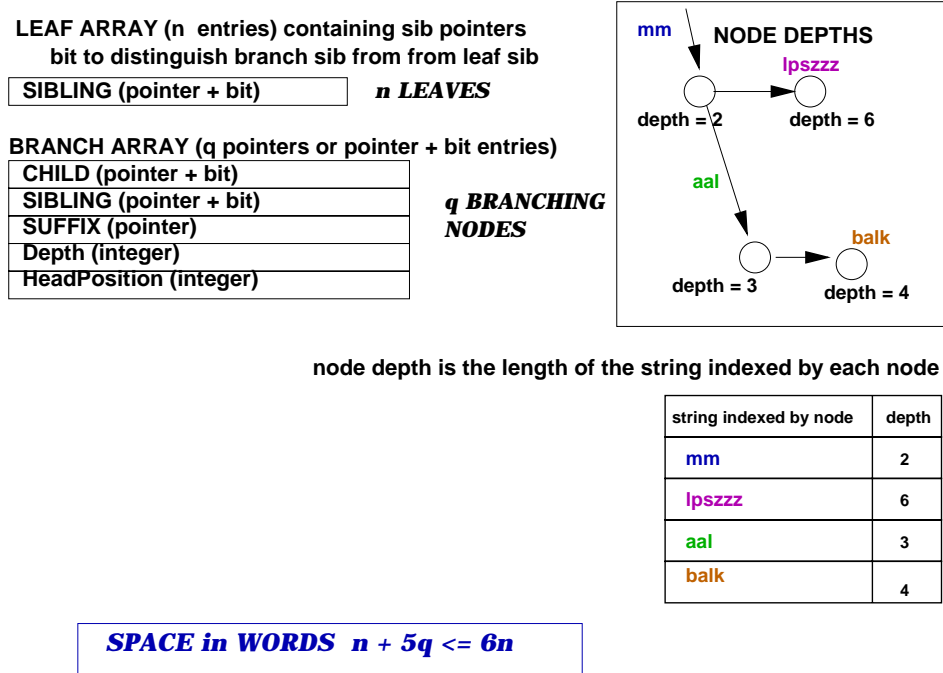 LEAF ARRAY (n entries) containing sib pointers
bit to distinguish branch sib from from leaf sib
SIBLING (pointer + bit)
n LEAVES
BRANCH ARRAY (q pointers or pointer + bit entries)
CHILD (pointer + bit)
SIBLING (pointer + bit)
SUFFIX (pointer)
Depth (integer)
HeadPosition (integer)
q BRANCHING
NODES
mm
NODE DEPTHS
lpszzz
depth = 2
depth = 6
aal
balk
depth = 3
depth = 4
node depth is the length of the string indexed by each node
string indexed by node depth
mm 2
lpszzz 6
aal 3
balk 4
SPACE in WORDS n + 5q <= 6n